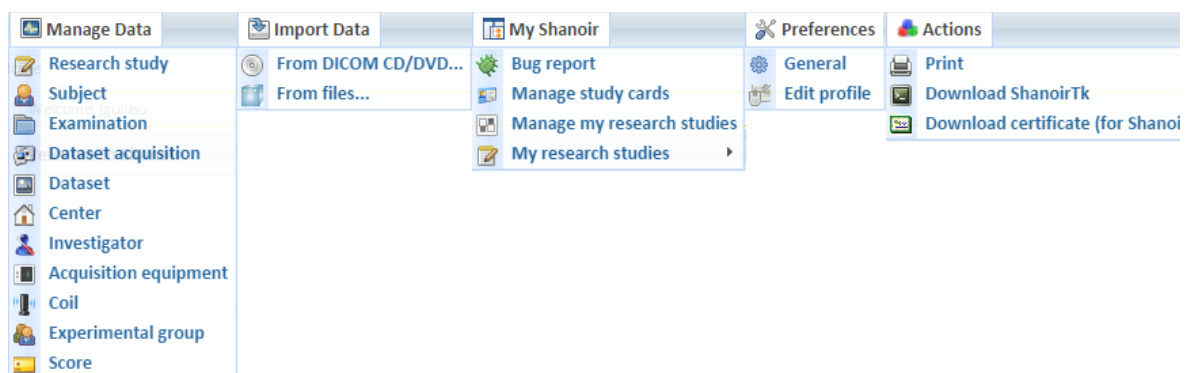 Manage Data
Research study
Subject
Examination
Dataset acquisition
Dataset
Center
Investigator
Acquisition equipment
Coil
Experimental group
Score
Import Data
From DICOM CD/DVD...
From files...
My Shanoir
Bug report
Manage study cards
Manage my research studies
My research studies
Preferences
General
Edit profile
Actions
Print
Download ShanoirTk
Download certificate (for Shanoi